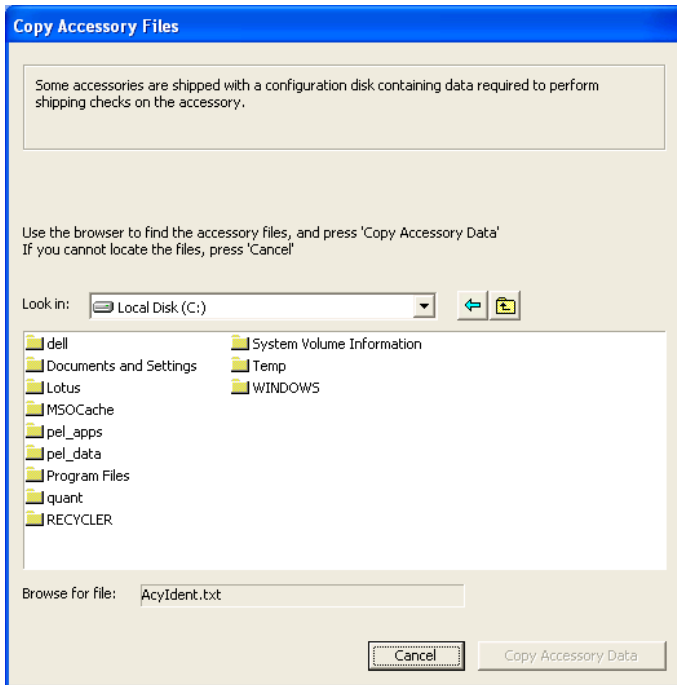 Copy Accessory Files
Some accessories are shipped with a configuration disk containing data required to perform
shipping checks on the accessory.
Use the browser to find the accessory files, and press 'Copy Accessory Data'
If you cannot locate the files, press 'Cancel'
Look in: Local Disk (C:)
dell System Volume Information
Documents and Settings Temp
Lotus WINDOWS
MSOCache
pel_apps
pel_data
Program Files
quant
RECYCLER
Browse for file: AcyIdent.txt
Cancel Copy Accessory Data